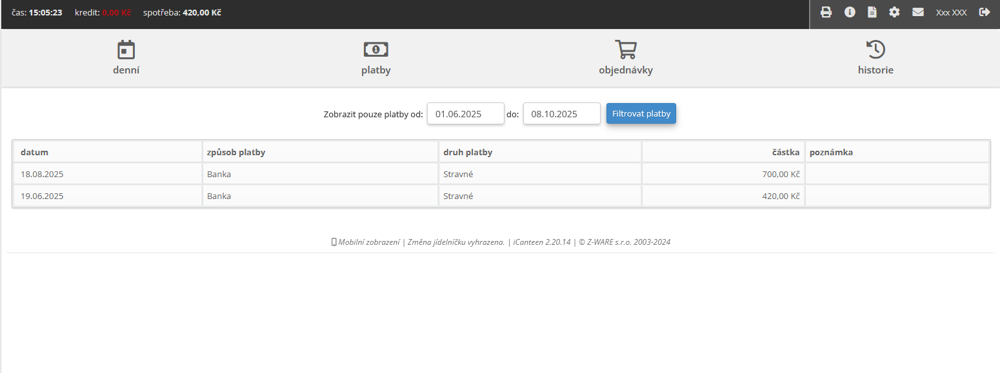 čas: 15:05:23 kredit: 0,00 Kč spotřeba: 420,00 Kč Xxx XXX
denní platby objednávky historie
Zobrazit pouze platby od: 01.06.2025 do: 08.10.2025 Filtrovat platby
datum způsob platby druh platby částka poznámka
18.08.2025 Banka Stravné 700,00 Kč
19.06.2025 Banka Stravné 420,00 Kč
Mobilní zobrazení | Změna jídelníčku vyhrazena. | iCanteen 2.20.14 | © Z-WARE s.r.o. 2003-2024